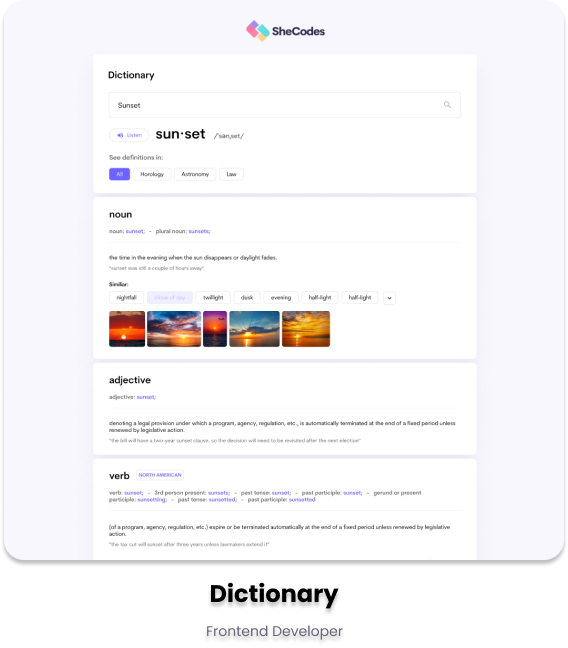 SheCodes
Dictionary
Sunset
Listen sun·set /ˈsənˌset/
See definitions in:
All Horology Astronomy Law
noun
noun: sunset; - plural noun: sunsets;
the time in the evening when the sun disappears or daylight fades.
"sunset was still a couple of hours away"
Similiar:
nightfall close of day twillight dusk evening half-light half-light
adjective
adjective: sunset;
denoting a legal provision under which a program, agency, regulation, etc., is automatically terminated at the end of a fixed period unless
renewed by legislative action.
"the bill will have a two-year sunset clause, so the decision will need to be revisited after the next election"
verb NORTH AMERICAN
verb: sunset; - 3rd person present: sunsets; - past tense: sunset; - past participle: sunset; - gerund or present
participle: sunsetting; - past tense: sunsetted; - past participle: sunsetted
(of a program, agency, regulation, etc.) expire or be terminated automatically at the end of a fixed period unless renewed by legislative
action.
"the tax cut will sunset after three years unless lawmakers extend it"
Dictionary
Frontend Developer